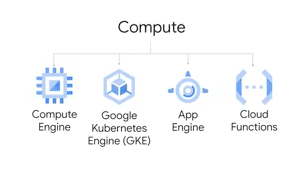 Compute
Compute
Engine
Google
Kubernetes
Engine (GKE)
App
Engine
Cloud
Functions